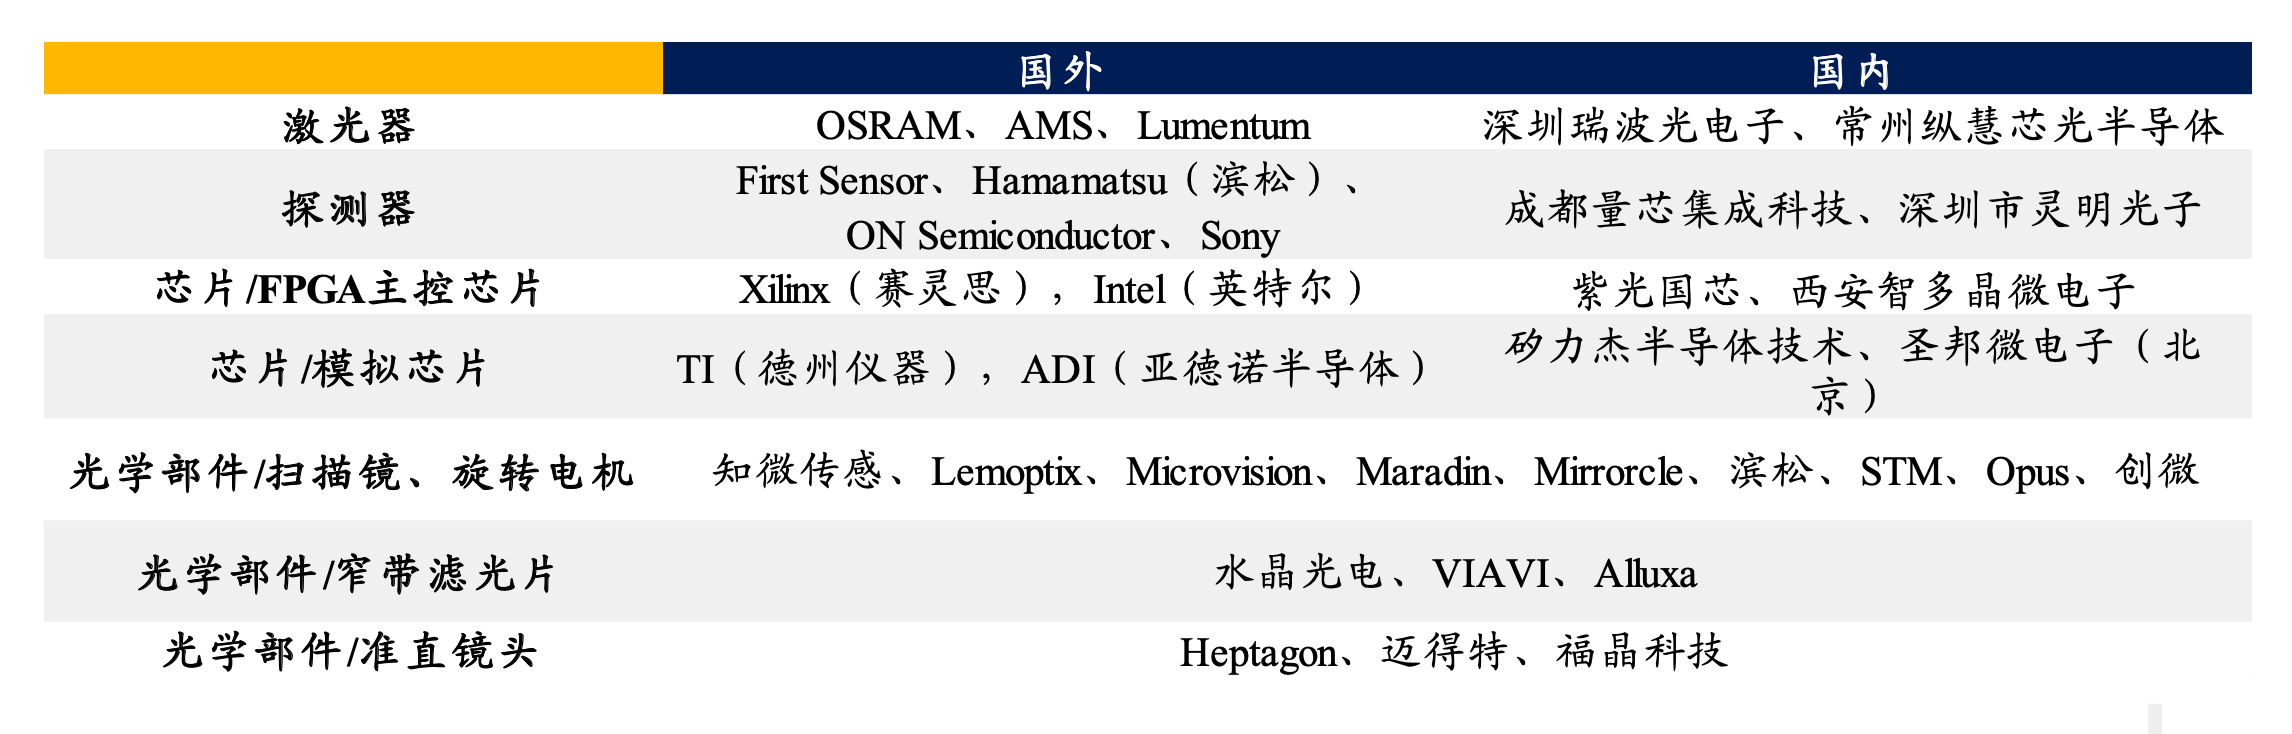 国外 国内
激光器 OSRAM、AMS、Lumentum 深圳瑞波光电子、常州纵慧芯光半导体
探测器 First Sensor、Hamamatsu（滨松）、
ON Semiconductor、Sony 成都量芯集成科技、深圳市灵明光子
芯片/FPGA主控芯片 Xilinx（赛灵思），Intel（英特尔） 紫光国芯、西安智多晶微电子
芯片/模拟芯片 TI（德州仪器），ADI（亚德诺半导体） 矽力杰半导体技术、圣邦微电子（北
京）
光学部件/扫描镜、旋转电机 知微传感、Lemoptix、Microvision、Maradin、Mirrorcle、滨松、STM、Opus、创微
光学部件/窄带滤光片 水晶光电、VIAVI、Alluxa
光学部件/准直镜头 Heptagon、迈得特、福晶科技